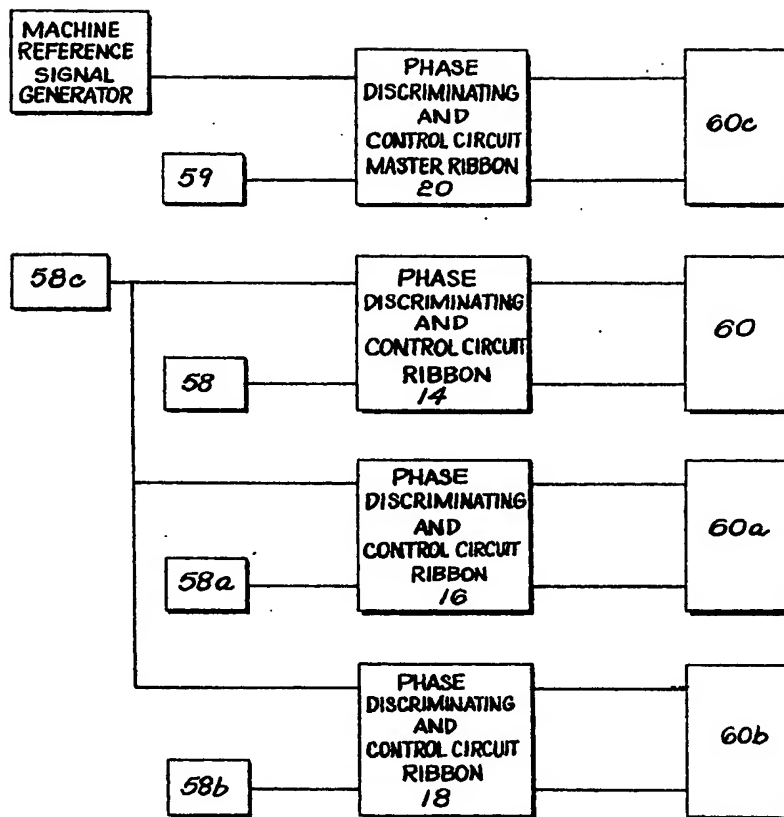 MACHINE
REFERENCE
SIGNAL
GENERATOR
PHASE
DISCRIMINATING
AND
CONTROL CIRCUIT
MASTER RIBBON
20
60c
59
58c
PHASE
DISCRIMINATING
AND
CONTROL CIRCUIT
RIBBON
14
60
58
PHASE
DISCRIMINATING
AND
CONTROL CIRCUIT
RIBBON
16
60a
58a
PHASE
DISCRIMINATING
AND
CONTROL CIRCUIT
RIBBON
18
60b
58b